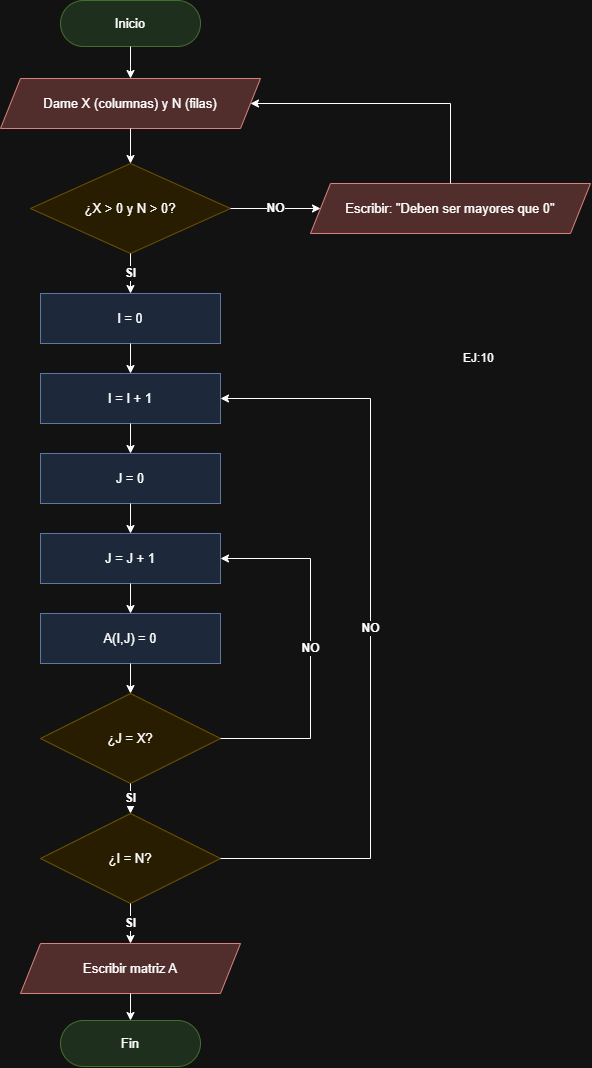 Inicio
Dame X (columnas) y N (filas)
¿X > 0 y N > 0?
NO
Escribir: "Deben ser mayores que 0"
SI
I = 0
EJ:10
I = I + 1
J = 0
J = J + 1
A(I,J) = 0
NO
NO
¿J = X?
SI
¿I = N?
SI
Escribir matriz A
Fin